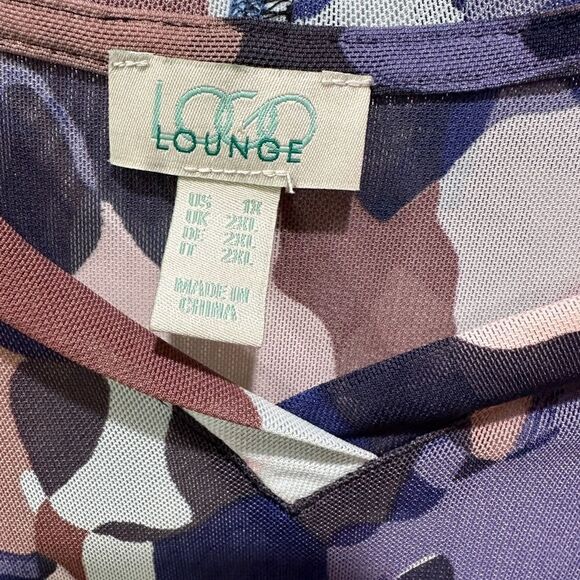 LOGO
LOUNGE
US 1X
UK 2XL
DE 2XL
IT 2XL
MADE IN
CHINA